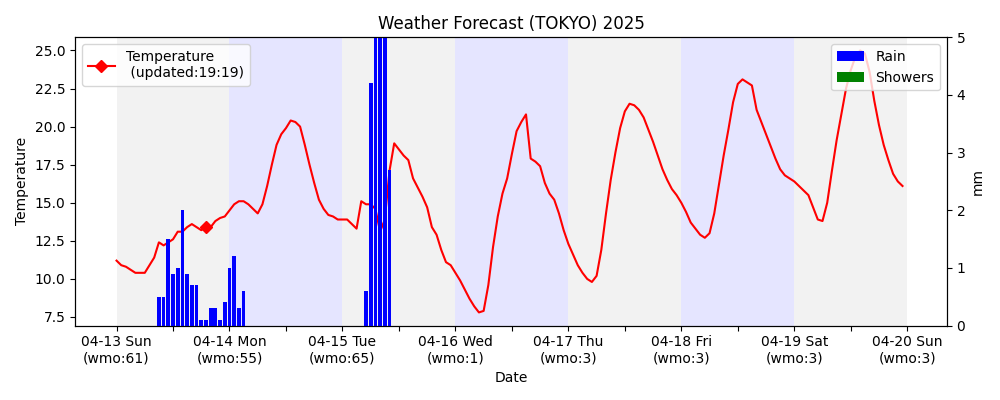 Weather Forecast (TOKYO) 2025
Temperature
(updated:19:19)
Rain
Showers
25.0
22.5
20.0
17.5
15.0
12.5
10.0
7.5
Temperature
5
4
3
2
1
0
mm
04-13 Sun
(wmo:61)
04-14 Mon
(wmo:55)
04-15 Tue
(wmo:65)
04-16 Wed
(wmo:1)
04-17 Thu
(wmo:3)
04-18 Fri
(wmo:3)
04-19 Sat
(wmo:3)
04-20 Sun
(wmo:3)
Date